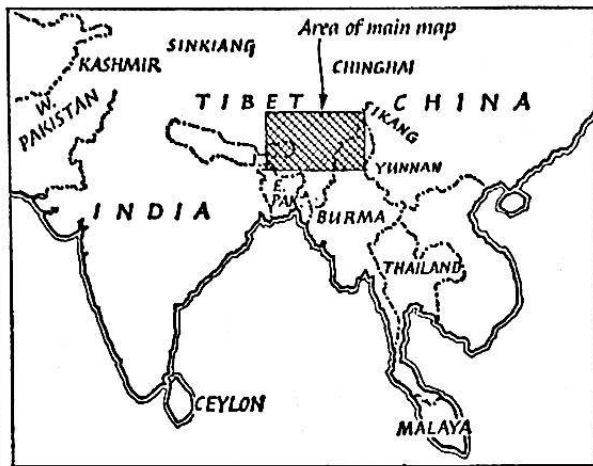 Area of main map
SINKIANG
KASHMIR
CHINGHAI
W.
PAKISTAN
TIBET
CHINA
SIKANG
YUNNAN
E.
PAK.
INDIA
BURMA
THAILAND
CEYLON
MALAYA